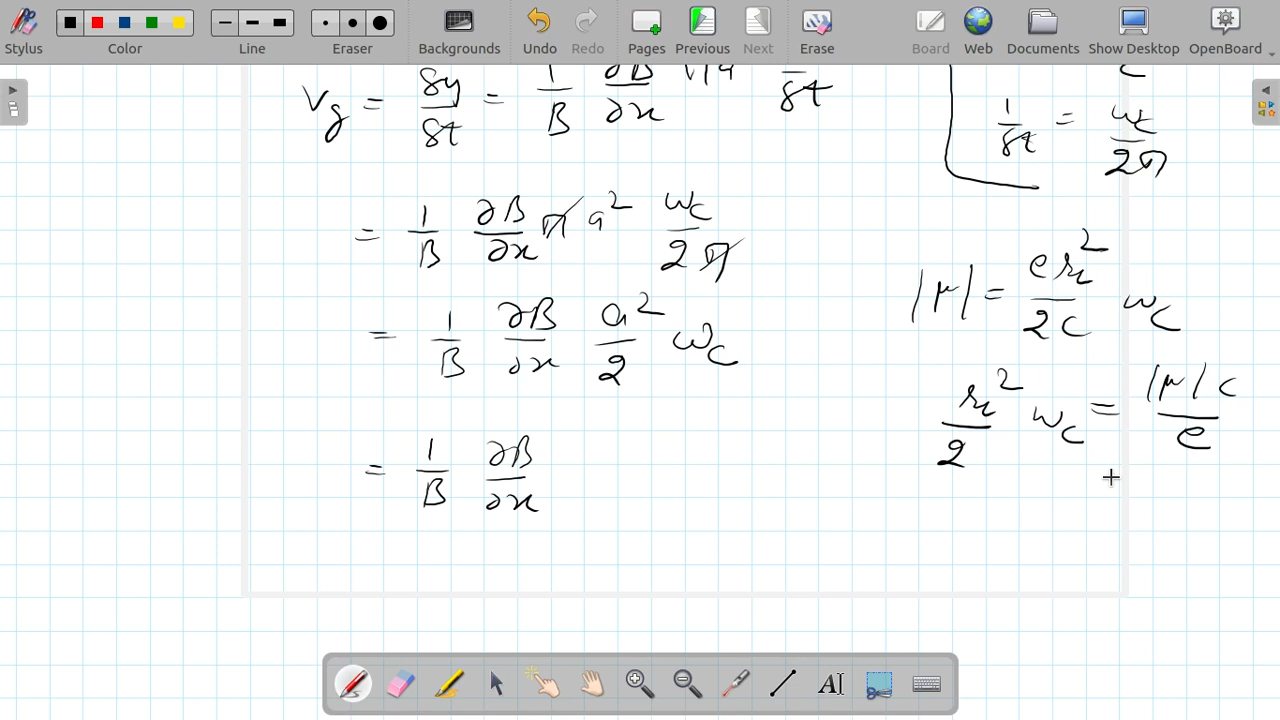 Stylus Color Line Eraser Backgrounds Undo Redo Pages Previous Next Erase Board Web Documents Show Desktop OpenBoard
v_g = δy/δt = 1/B ∂B/∂x πa /δt
c
1/δt = ω_c/2π
= 1/B ∂B/∂x π a² ω_c/2π
|μ| = e r_L²/2c ω_c
= 1/B ∂B/∂x a²/2 ω_c
r_L²/2 ω_c = |μ| c/e
= 1/B ∂B/∂x